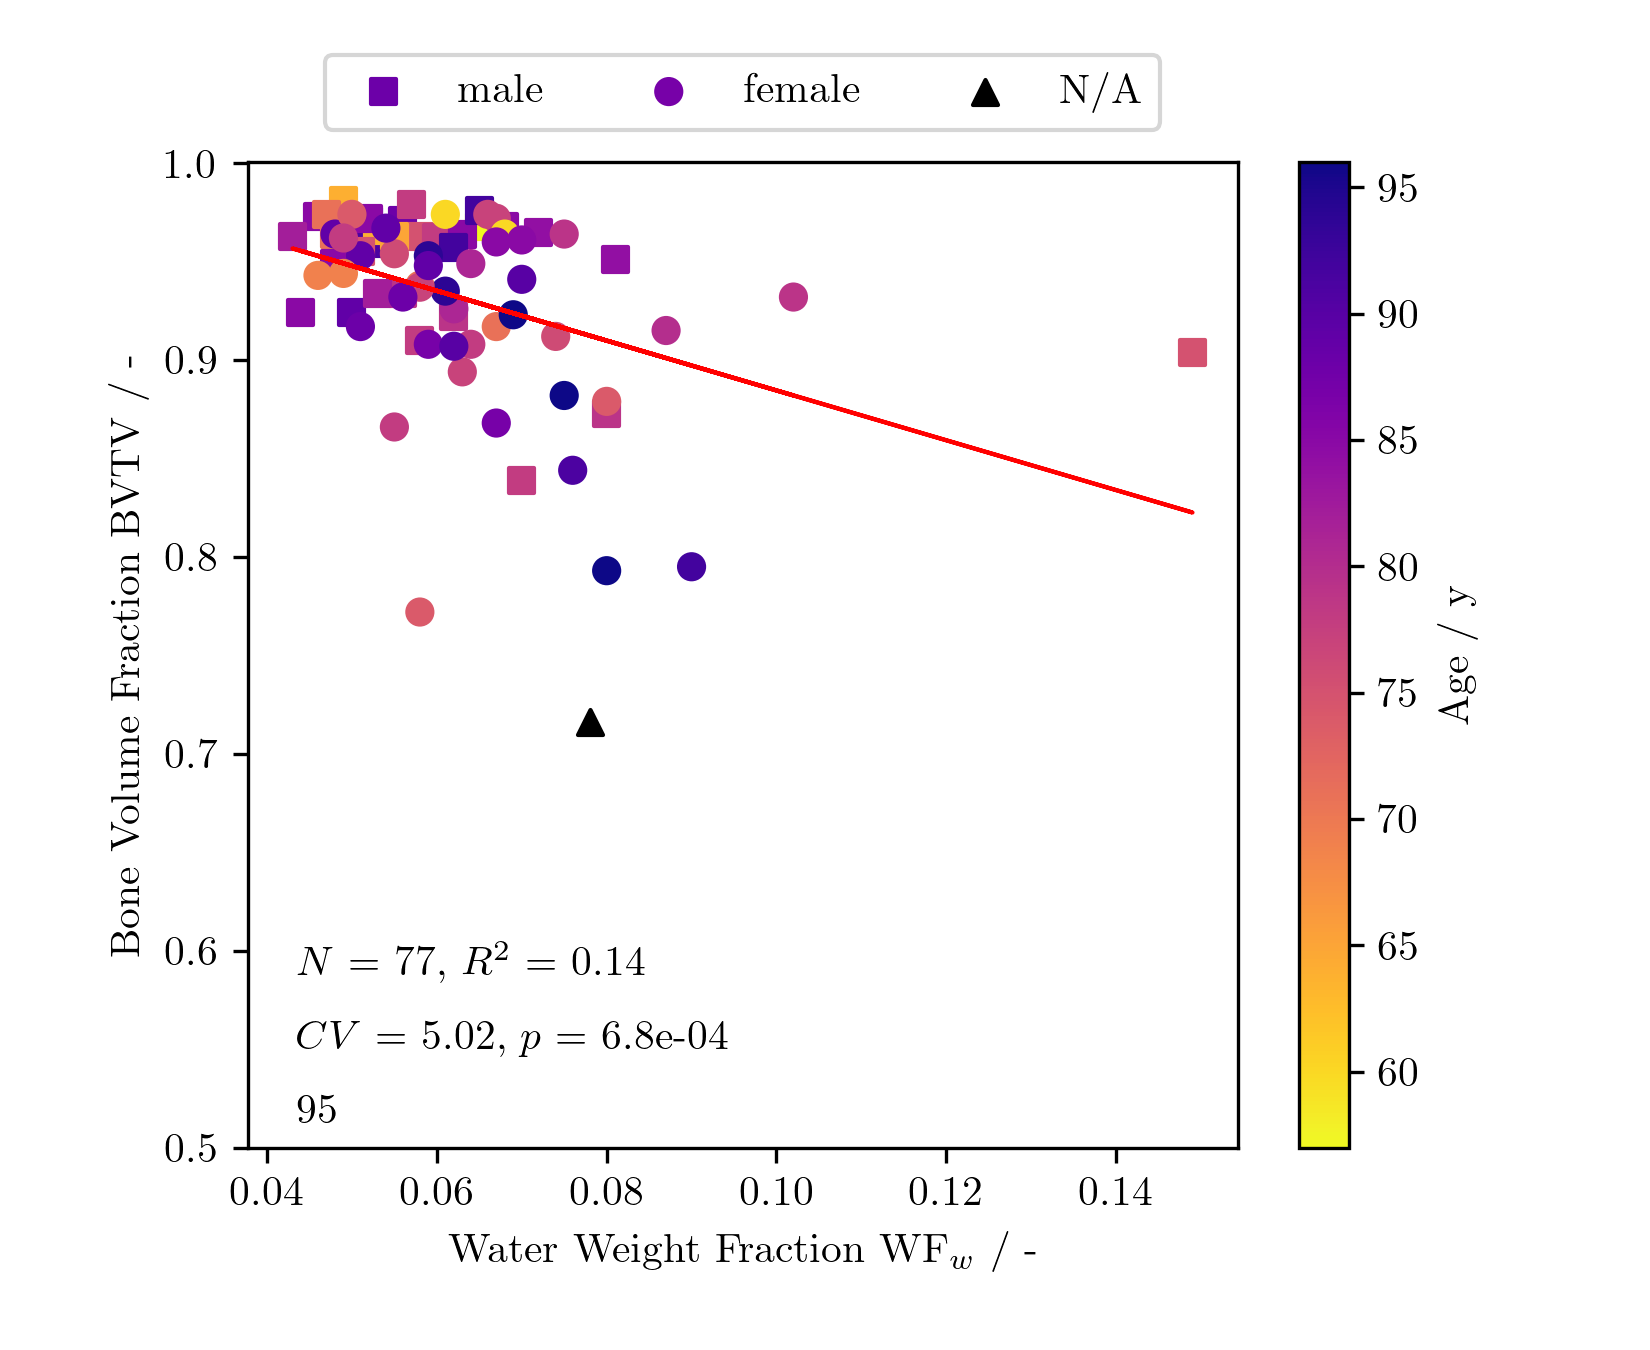 male female N/A
1.0
0.9
0.8
0.7
0.6
0.5
Bone Volume Fraction BVTV / -
N = 77, R² = 0.14
CV = 5.02, p = 6.8e-04
95
0.04 0.06 0.08 0.10 0.12 0.14
Water Weight Fraction WF_w / -
95
90
85
80
75
70
65
60
Age / y